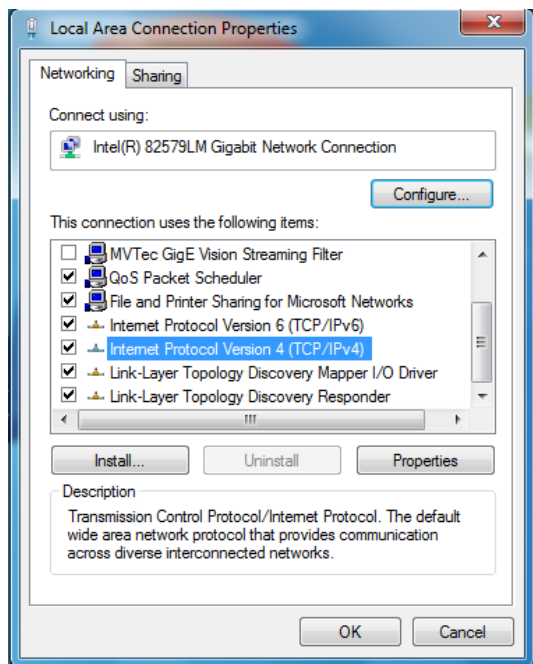 Local Area Connection Properties
Networking
Sharing
Connect using:
Intel(R) 82579LM Gigabit Network Connection
Configure...
This connection uses the following items:
MVTec GigE Vision Streaming Filter
QoS Packet Scheduler
File and Printer Sharing for Microsoft Networks
Internet Protocol Version 6 (TCP/IPv6)
Internet Protocol Version 4 (TCP/IPv4)
Link-Layer Topology Discovery Mapper I/O Driver
Link-Layer Topology Discovery Responder
Install...
Uninstall
Properties
Description
Transmission Control Protocol/Internet Protocol. The default
wide area network protocol that provides communication
across diverse interconnected networks.
OK
Cancel